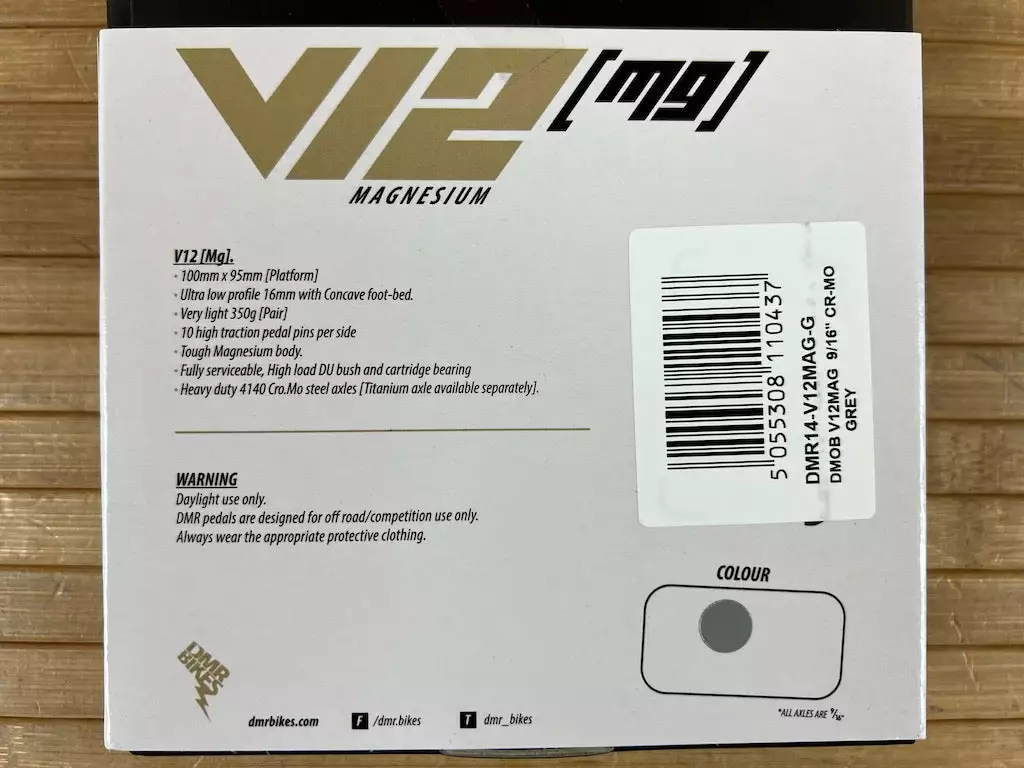 V12 [mg]
MAGNESIUM
V12 [Mg].
· 100mm x 95mm [Platform]
· Ultra low profile 16mm with Concave foot-bed.
· Very light 350g [Pair]
· 10 high traction pedal pins per side
· Tough Magnesium body.
· Fully serviceable, High load DU bush and cartridge bearing
· Heavy duty 4140 Cro.Mo steel axles [Titanium axle available separately].
WARNING
Daylight use only.
DMR pedals are designed for off road/competition use only.
Always wear the appropriate protective clothing.
5 055308 110437
DMR14-V12MAG-G
DMOB V12MAG 9/16" CR-MO
GREY
COLOUR
*ALL AXLES ARE 9/16"
DMR
BIKES
dmrbikes.com
F /dmr.bikes
T dmr_bikes